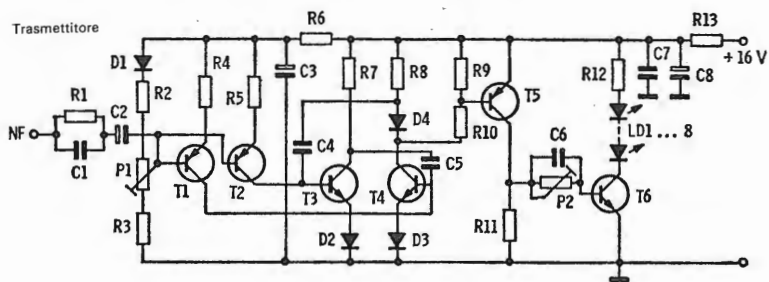 Trasmettitore
R6
R13
D1
R4
C3
R7
R8
R9
R12
C7
C8
+ 16 V
R1
C2
R2
R5
T5
NF
D4
R10
C6
LD1 ... 8
C4
C5
C1
P1
T1
T2
T3
T4
P2
T6
R3
R11
D2
D3